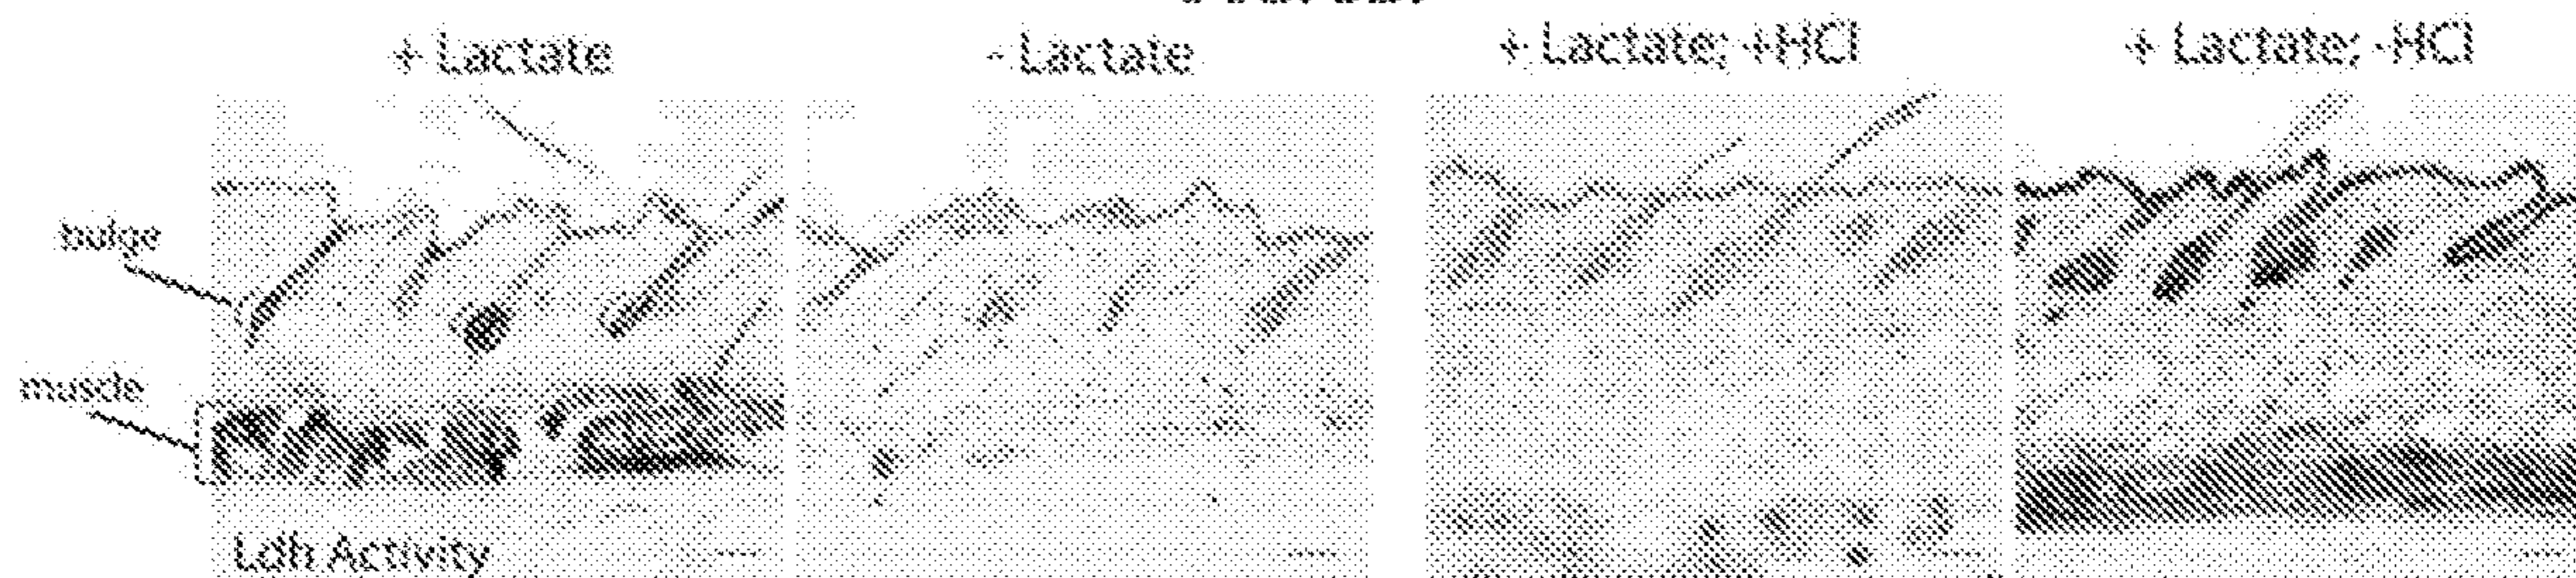 + Lactate
- Lactate
+ Lactate; +HCl
+ Lactate; -HCl
bulge
muscle
Ldh Activity